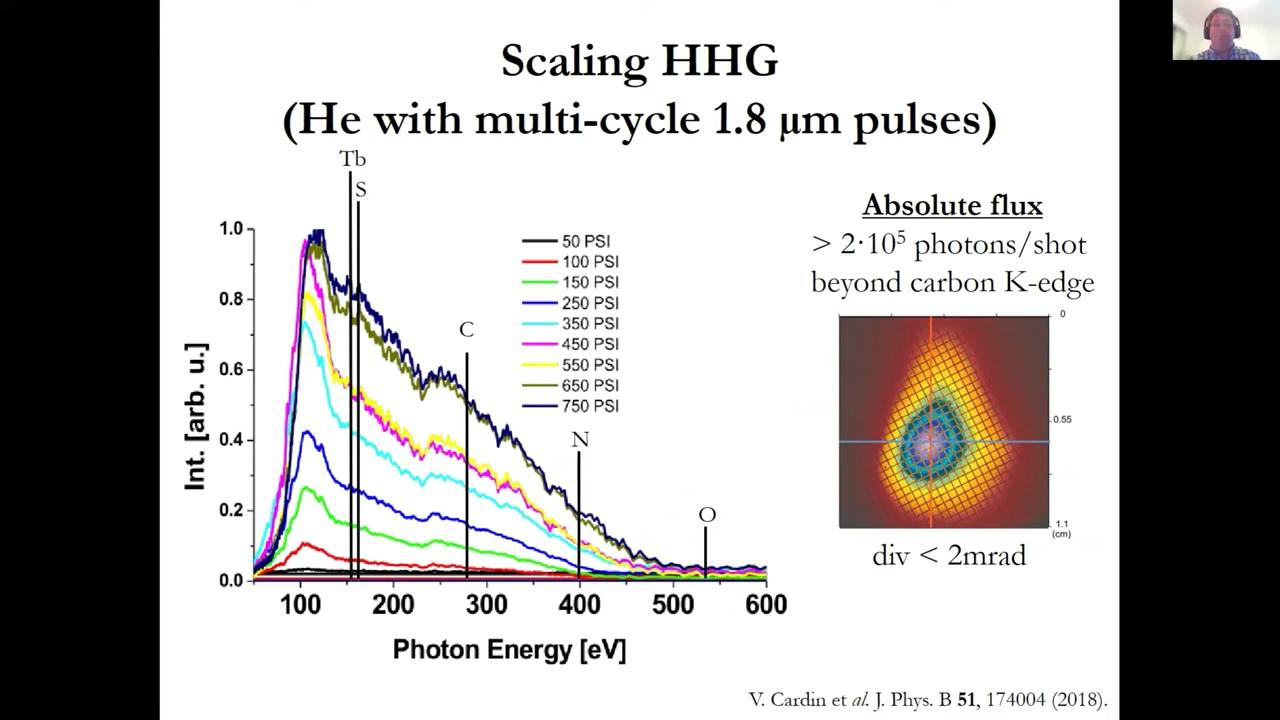 Scaling HHG
(He with multi-cycle 1.8 µm pulses)
Tb
S
C
N
O
1.0
0.8
0.6
0.4
0.2
0.0
Int. [arb. u.]
50 PSI
100 PSI
150 PSI
250 PSI
350 PSI
450 PSI
550 PSI
650 PSI
750 PSI
100 200 300 400 500 600
Photon Energy [eV]
Absolute flux
> 2·10⁵ photons/shot
beyond carbon K-edge
0
0.55
1.1
(cm)
div < 2mrad
V. Cardin et al. J. Phys. B 51, 174004 (2018).